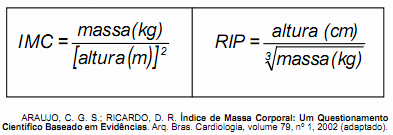 IMC = massa(kg) / [altura(m)]² RIP = altura (cm) / ∛massa(kg)
ARAUJO, C. G. S.; RICARDO, D. R. Índice de Massa Corporal: Um Questionamento
Científico Baseado em Evidências. Arq. Bras. Cardiologia, volume 79, nº 1, 2002 (adaptado).